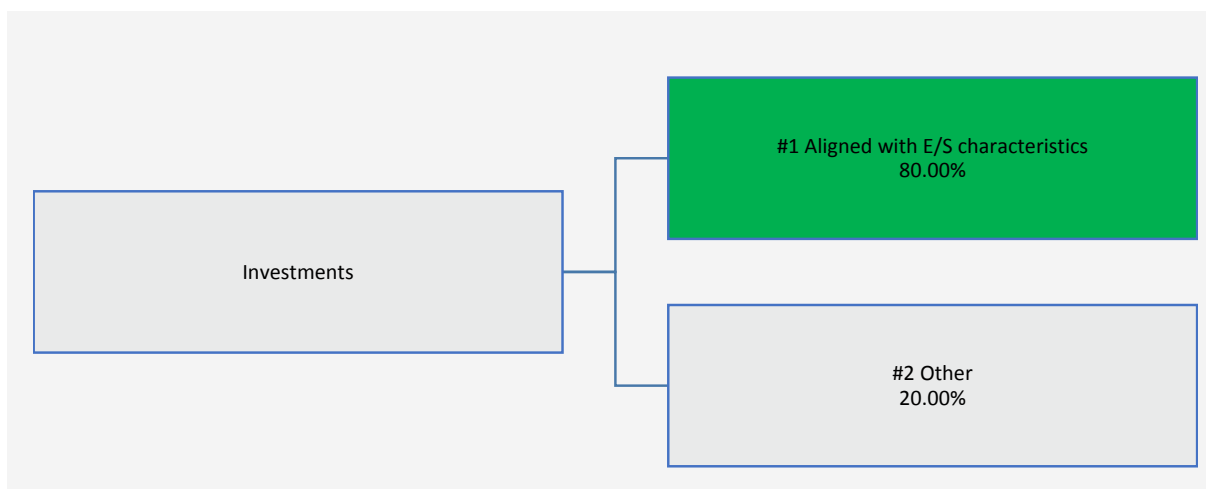 Investments
#1 Aligned with E/S characteristics
80.00%
#2 Other
20.00%